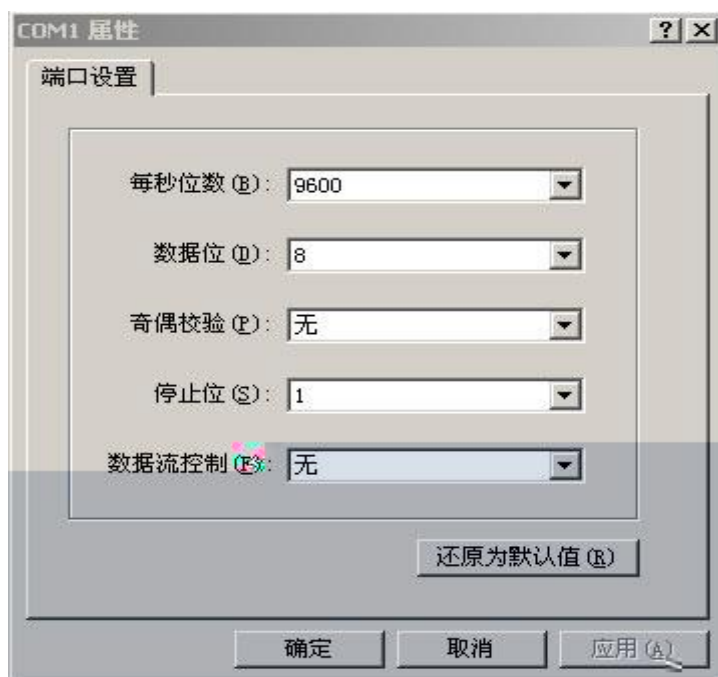 COM1 属性
端口设置
每秒位数(B): 9600
数据位(D): 8
奇偶校验(P): 无
停止位(S): 1
数据流控制(F): 无
还原为默认值(R)
确定 取消 应用(A)